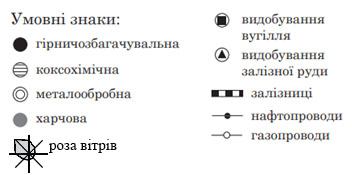 Умовні знаки:
гірничозбагачувальна
коксохімічна
металообробна
харчова
роза вітрів
видобування
вугілля
видобування
залізної руди
залізниці
нафтопроводи
газопроводи